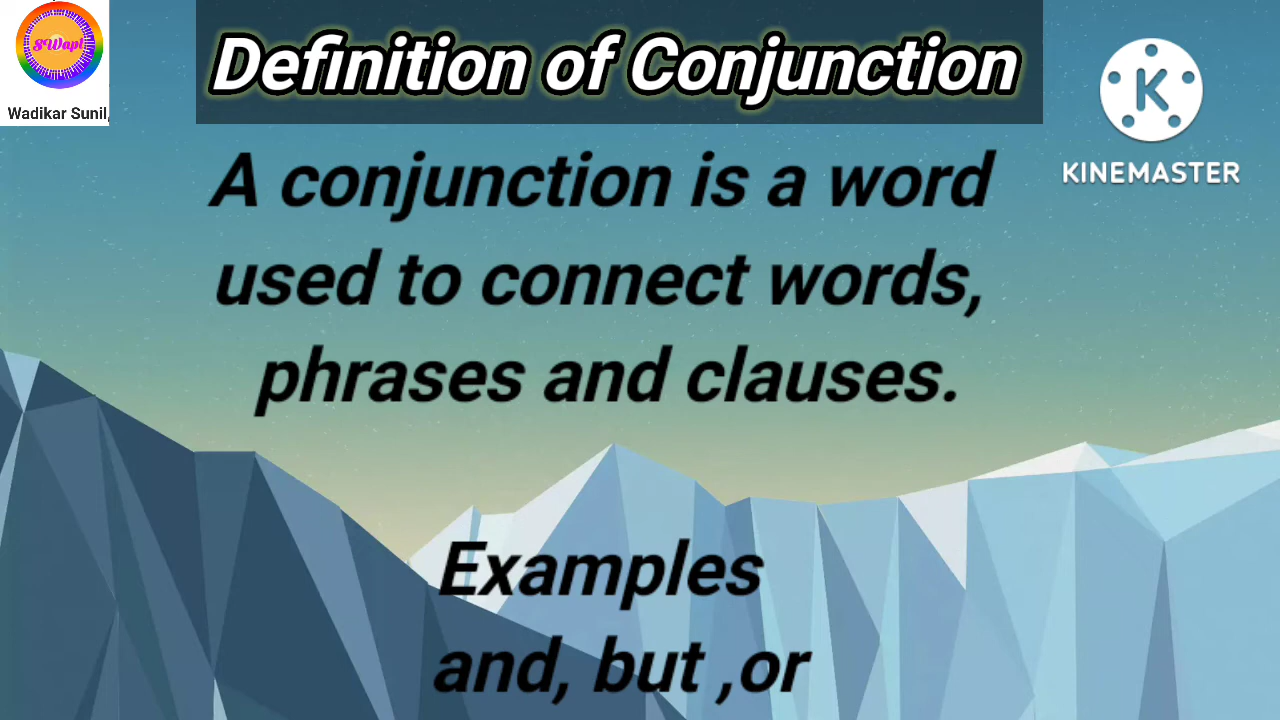 SWapl
Wadikar Sunil,
Definition of Conjunction
K
KINEMASTER
A conjunction is a word
used to connect words,
phrases and clauses.
Examples
and, but ,or